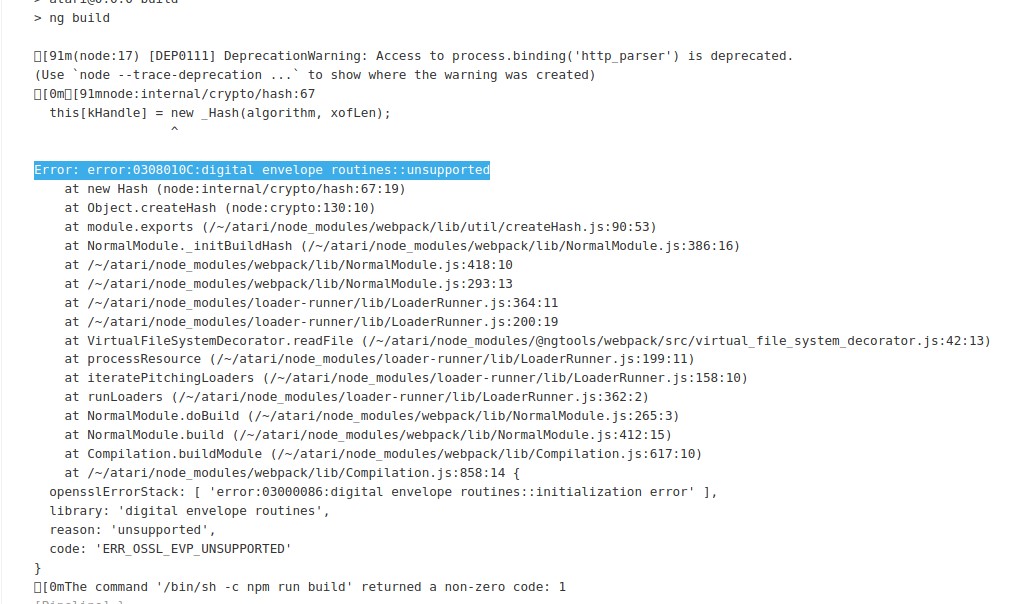 > atari@0.0.0 build
> ng build
[91m(node:17) [DEP0111] DeprecationWarning: Access to process.binding('http_parser') is deprecated.
(Use `node --trace-deprecation ...` to show where the warning was created)
[0m[91mnode:internal/crypto/hash:67
  this[kHandle] = new _Hash(algorithm, xofLen);
                  ^
Error: error:0308010C:digital envelope routines::unsupported
    at new Hash (node:internal/crypto/hash:67:19)
    at Object.createHash (node:crypto:130:10)
    at module.exports (/~/atari/node_modules/webpack/lib/util/createHash.js:90:53)
    at NormalModule._initBuildHash (/~/atari/node_modules/webpack/lib/NormalModule.js:386:16)
    at /~/atari/node_modules/webpack/lib/NormalModule.js:418:10
    at /~/atari/node_modules/webpack/lib/NormalModule.js:293:13
    at /~/atari/node_modules/loader-runner/lib/LoaderRunner.js:364:11
    at /~/atari/node_modules/loader-runner/lib/LoaderRunner.js:200:19
    at VirtualFileSystemDecorator.readFile (/~/atari/node_modules/@ngtools/webpack/src/virtual_file_system_decorator.js:42:13)
    at processResource (/~/atari/node_modules/loader-runner/lib/LoaderRunner.js:199:11)
    at iteratePitchingLoaders (/~/atari/node_modules/loader-runner/lib/LoaderRunner.js:158:10)
    at runLoaders (/~/atari/node_modules/loader-runner/lib/LoaderRunner.js:362:2)
    at NormalModule.doBuild (/~/atari/node_modules/webpack/lib/NormalModule.js:265:3)
    at NormalModule.build (/~/atari/node_modules/webpack/lib/NormalModule.js:412:15)
    at Compilation.buildModule (/~/atari/node_modules/webpack/lib/Compilation.js:617:10)
    at /~/atari/node_modules/webpack/lib/Compilation.js:858:14 {
  opensslErrorStack: [ 'error:03000086:digital envelope routines::initialization error' ],
  library: 'digital envelope routines',
  reason: 'unsupported',
  code: 'ERR_OSSL_EVP_UNSUPPORTED'
}
[0mThe command '/bin/sh -c npm run build' returned a non-zero code: 1
[Pipeline] }